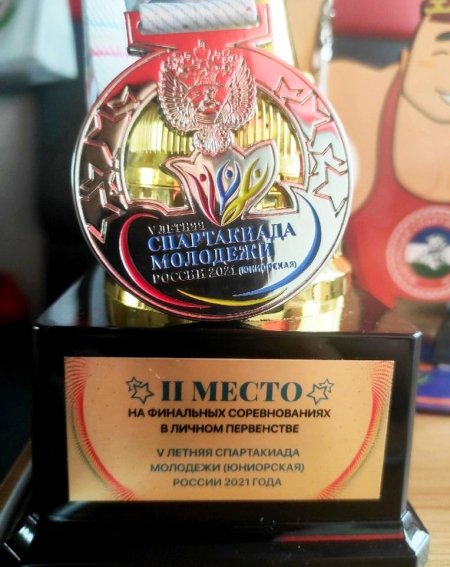 V ЛЕТНЯЯ
СПАРТАКИАДА
МОЛОДЕЖИ
РОССИИ 2021 (ЮНИОРСКАЯ)
II МЕСТО
НА ФИНАЛЬНЫХ СОРЕВНОВАНИЯХ
В ЛИЧНОМ ПЕРВЕНСТВЕ
V ЛЕТНЯЯ СПАРТАКИАДА
МОЛОДЕЖИ (ЮНИОРСКАЯ)
РОССИИ 2021 ГОДА